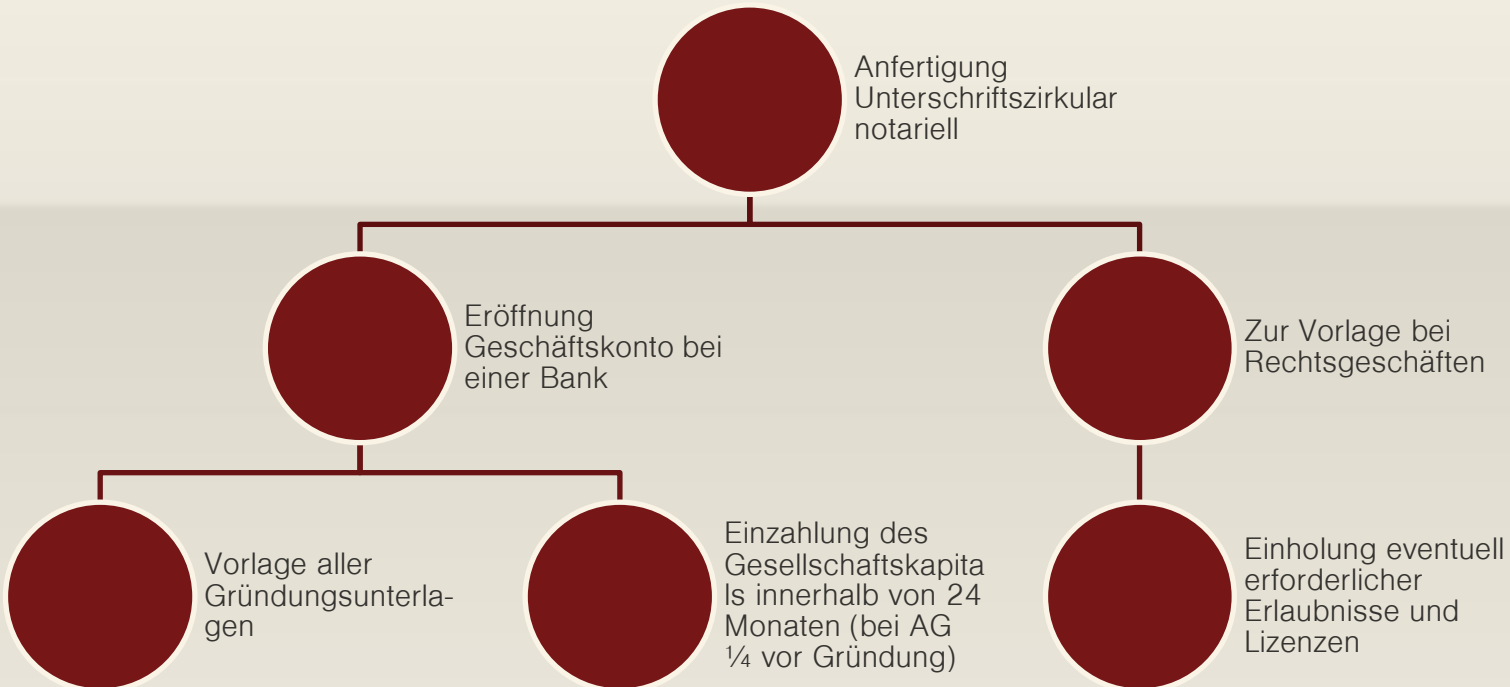 Anfertigung
Unterschriftszirkular
notariell
Eröffnung
Geschäftskonto bei
einer Bank
Zur Vorlage bei
Rechtsgeschäften
Vorlage aller
Gründungsunterla-
gen
Einzahlung des
Gesellschaftskapita
ls innerhalb von 24
Monaten (bei AG
¼ vor Gründung)
Einholung eventuell
erforderlicher
Erlaubnisse und
Lizenzen